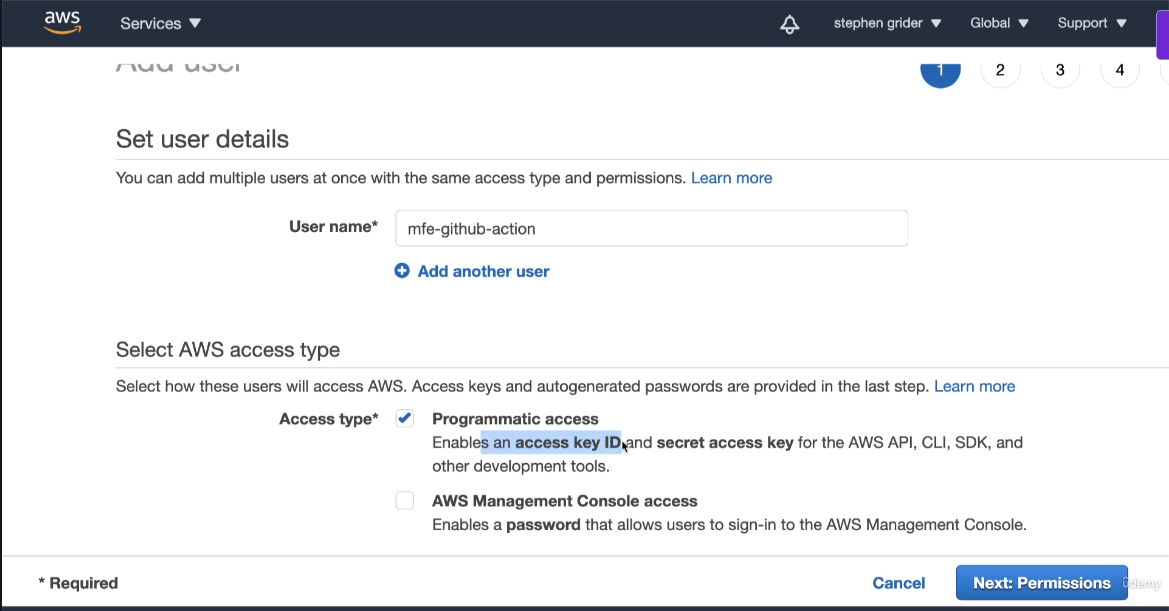 aws
Services
stephen grider
Global
Support
Add user
1
2
3
4
Set user details
You can add multiple users at once with the same access type and permissions. Learn more
User name*
mfe-github-action
Add another user
Select AWS access type
Select how these users will access AWS. Access keys and autogenerated passwords are provided in the last step. Learn more
Access type*
Programmatic access
Enables an access key ID and secret access key for the AWS API, CLI, SDK, and
other development tools.
AWS Management Console access
Enables a password that allows users to sign-in to the AWS Management Console.
* Required
Cancel
Next: Permissions
ûdemy